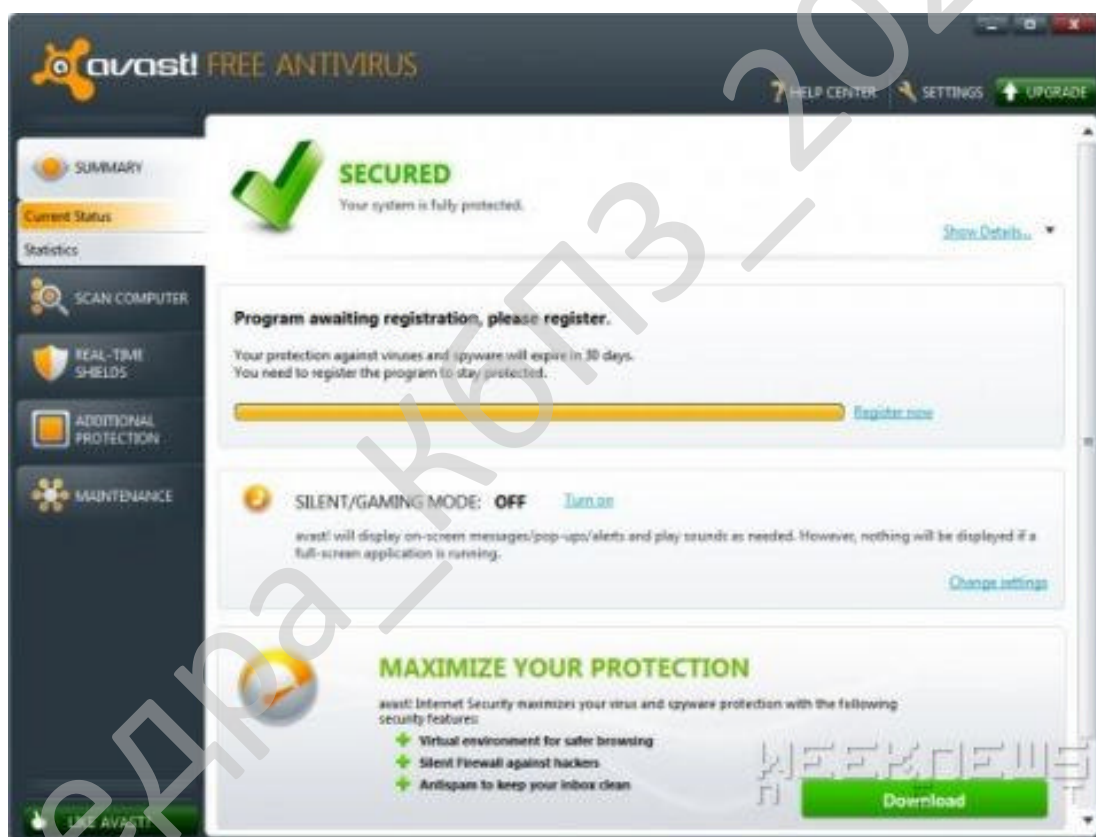 avast! FREE ANTIVIRUS
HELP CENTER SETTINGS UPGRADE
SUMMARY
Current Status
Statistics
SCAN COMPUTER
REAL-TIME
SHIELDS
ADDITIONAL
PROTECTION
MAINTENANCE
LIKE AVAST!
SECURED
Your system is fully protected.
Show Details...
Program awaiting registration, please register.
Your protection against viruses and spyware will expire in 30 days.
You need to register the program to stay protected.
Register now
SILENT/GAMING MODE: OFF Turn on
avast! will display on-screen messages/pop-ups/alerts and play sounds as needed. However, nothing will be displayed if a
full-screen application is running.
Change settings
MAXIMIZE YOUR PROTECTION
avast! Internet Security maximizes your virus and spyware protection with the following
security features:
Virtual environment for safer browsing
Silent Firewall against hackers
Antispam to keep your inbox clean
Download
WEEKNEWS